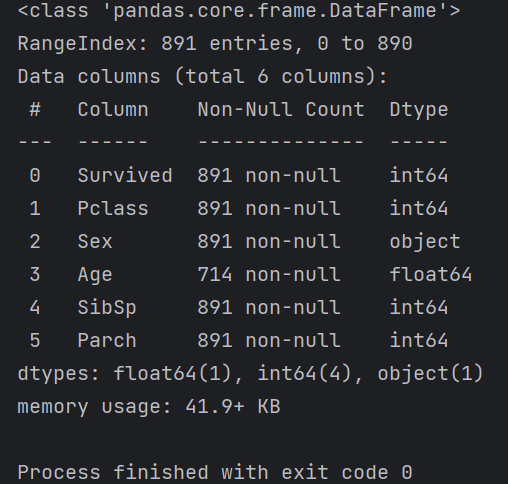 <class 'pandas.core.frame.DataFrame'>
RangeIndex: 891 entries, 0 to 890
Data columns (total 6 columns):
 #   Column    Non-Null Count  Dtype
---  ------    --------------  -----
 0   Survived  891 non-null    int64
 1   Pclass    891 non-null    int64
 2   Sex       891 non-null    object
 3   Age       714 non-null    float64
 4   SibSp     891 non-null    int64
 5   Parch     891 non-null    int64
dtypes: float64(1), int64(4), object(1)
memory usage: 41.9+ KB
Process finished with exit code 0